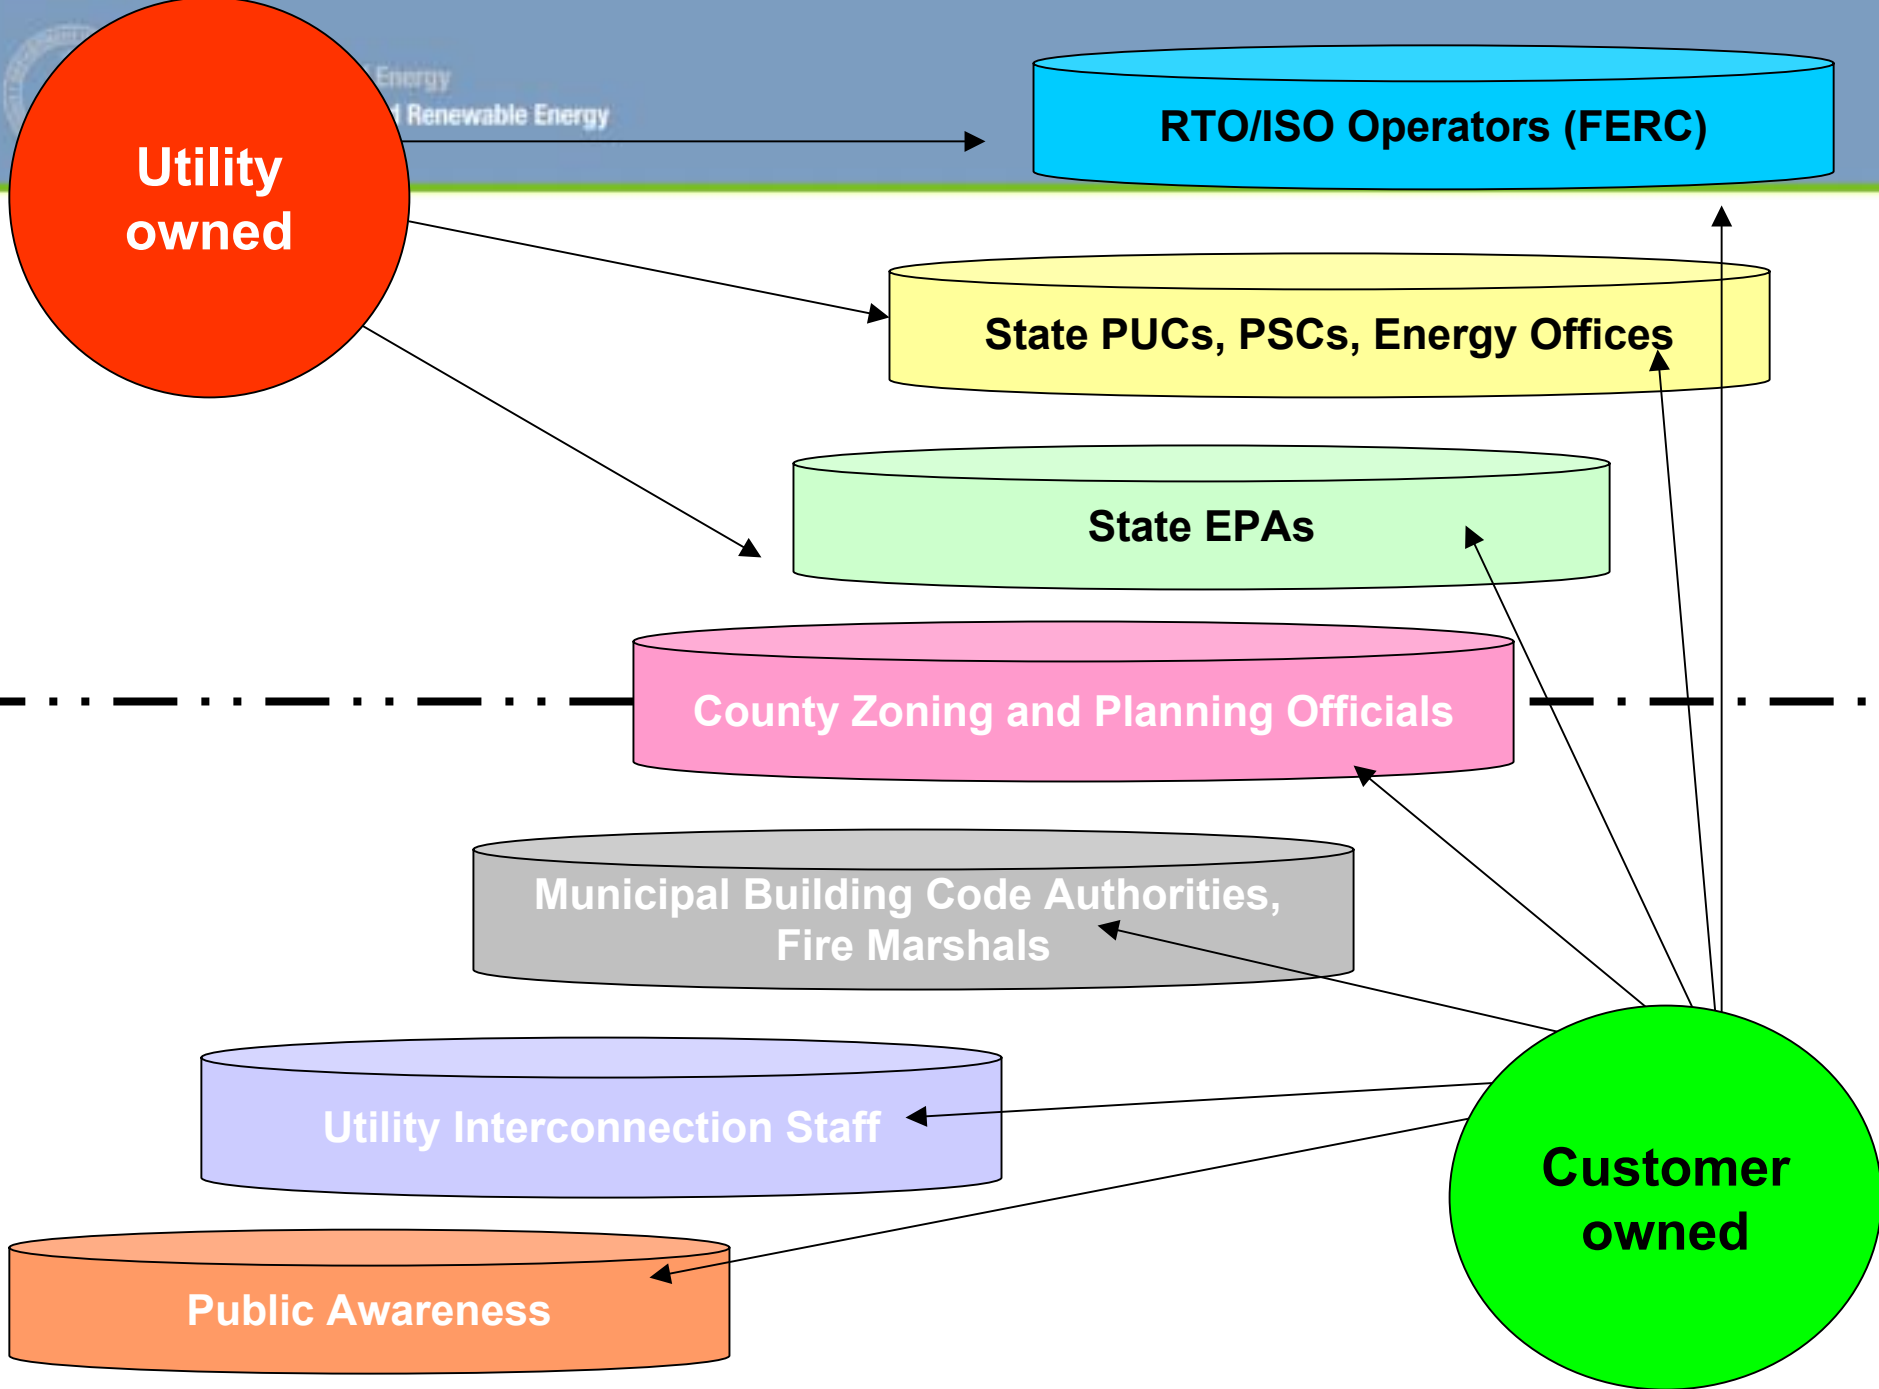 Energy
Renewable Energy
Utility
owned
RTO/ISO Operators (FERC)
State PUCs, PSCs, Energy Offices
State EPAs
County Zoning and Planning Officials
Municipal Building Code Authorities,
Fire Marshals
Utility Interconnection Staff
Public Awareness
Customer
owned